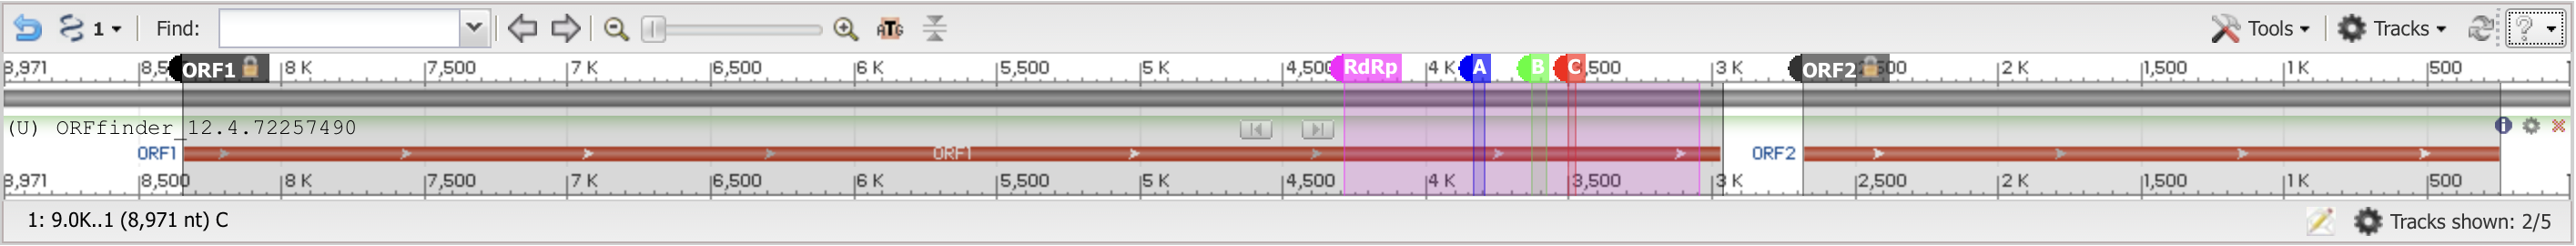 1 Find: ATG Tools Tracks ?
8,971 8,5 ORF1 8 K 7,500 7 K 6,500 6 K 5,500 5 K 4,500 RdRp 4 K A B C ,500 3 K ORF2 500 2 K 1,500 1 K 500
(U) ORFfinder_12.4.72257490
ORF1 ORF1 ORF2
8,971 8,500 8 K 7,500 7 K 6,500 6 K 5,500 5 K 4,500 4 K 3,500 3 K 2,500 2 K 1,500 1 K 500
1: 9.0K..1 (8,971 nt) C Tracks shown: 2/5